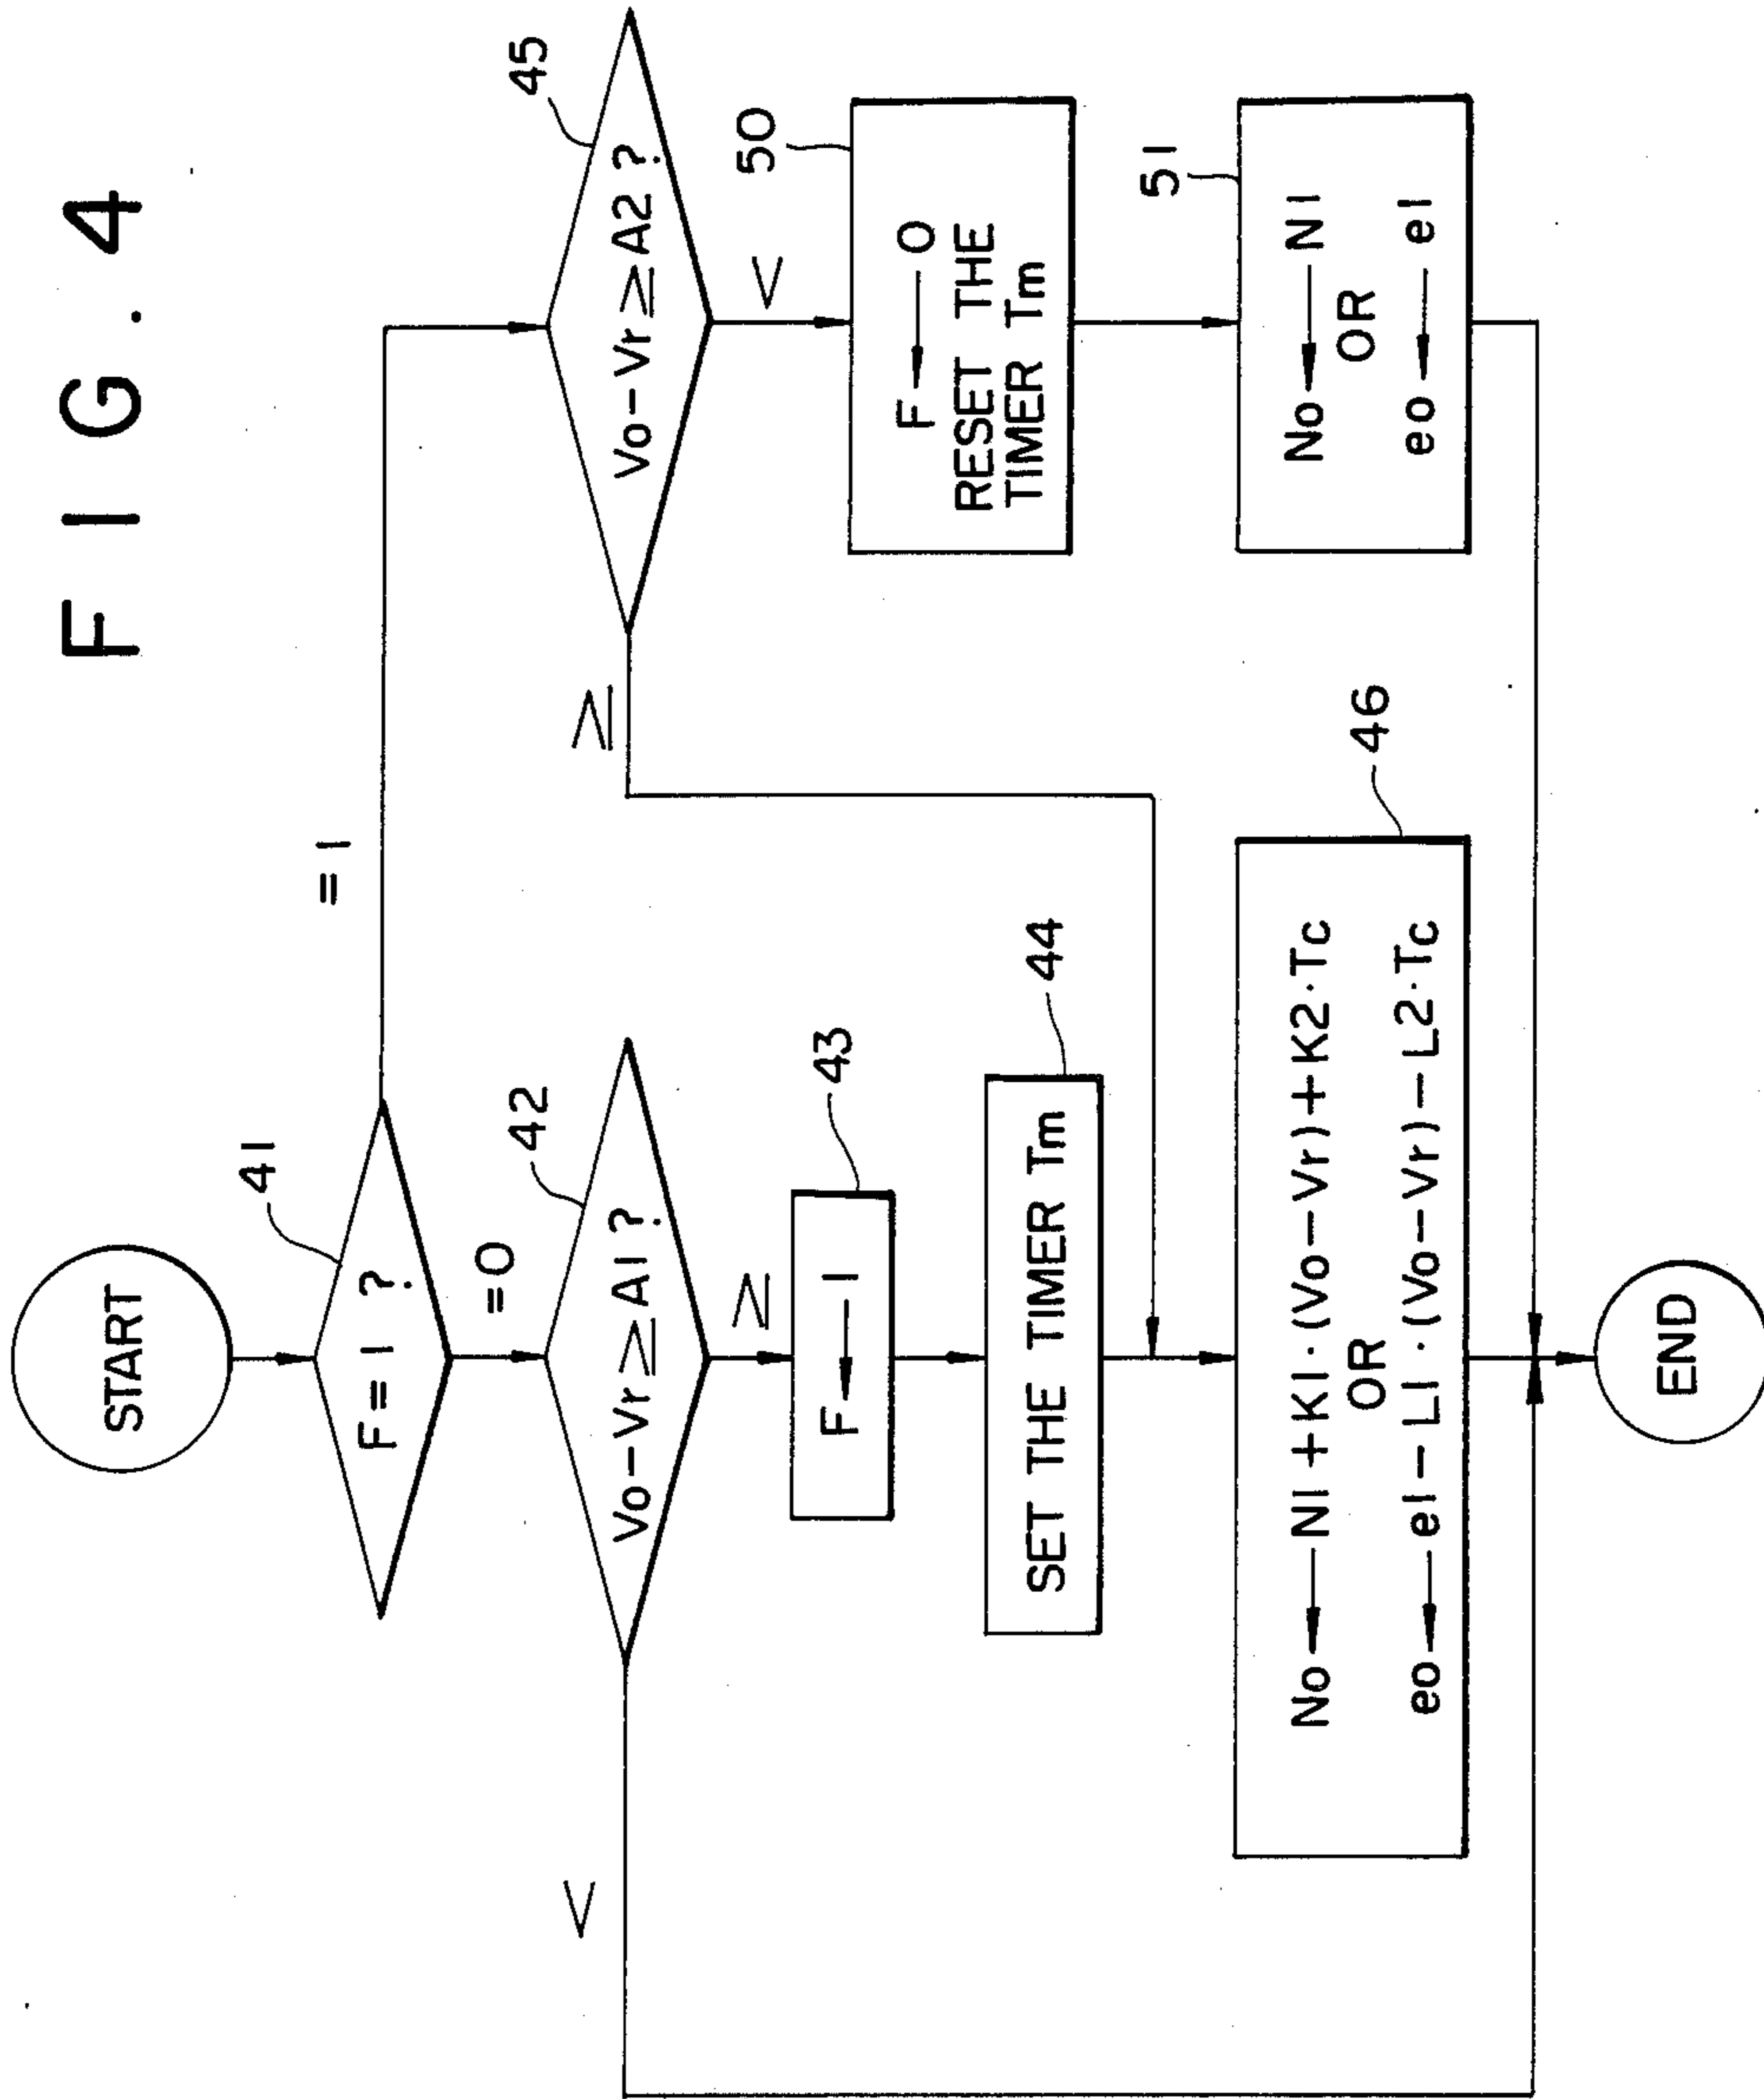 FIG. 4
START
41
F=1 ?
=1
=0
42
Vo-Vr≧A1 ?
<
≧
45
Vo-Vr≧A2 ?
≧
<
43
F←1
44
SET THE TIMER Tm
50
F←0
RESET THE
TIMER Tm
46
No←N1+K1·(Vo-Vr)+K2·Tc
OR
eo←e1-L1·(Vo-Vr)-L2·Tc
51
No←N1
OR
eo←e1
END